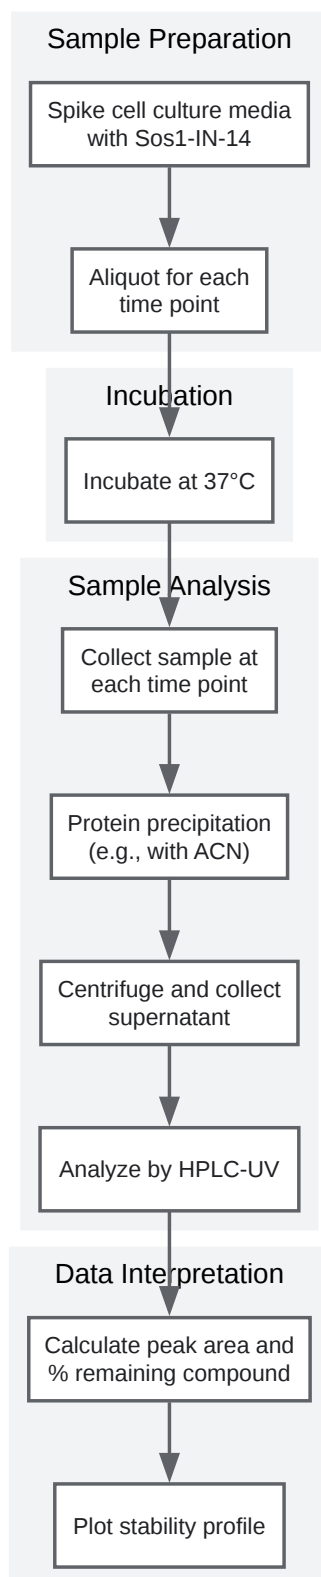 Sample Preparation
Spike cell culture media
with Sos1-IN-14
Aliquot for each
time point
Incubation
Incubate at 37°C
Sample Analysis
Collect sample at
each time point
Protein precipitation
(e.g., with ACN)
Centrifuge and collect
supernatant
Analyze by HPLC-UV
Data Interpretation
Calculate peak area and
% remaining compound
Plot stability profile